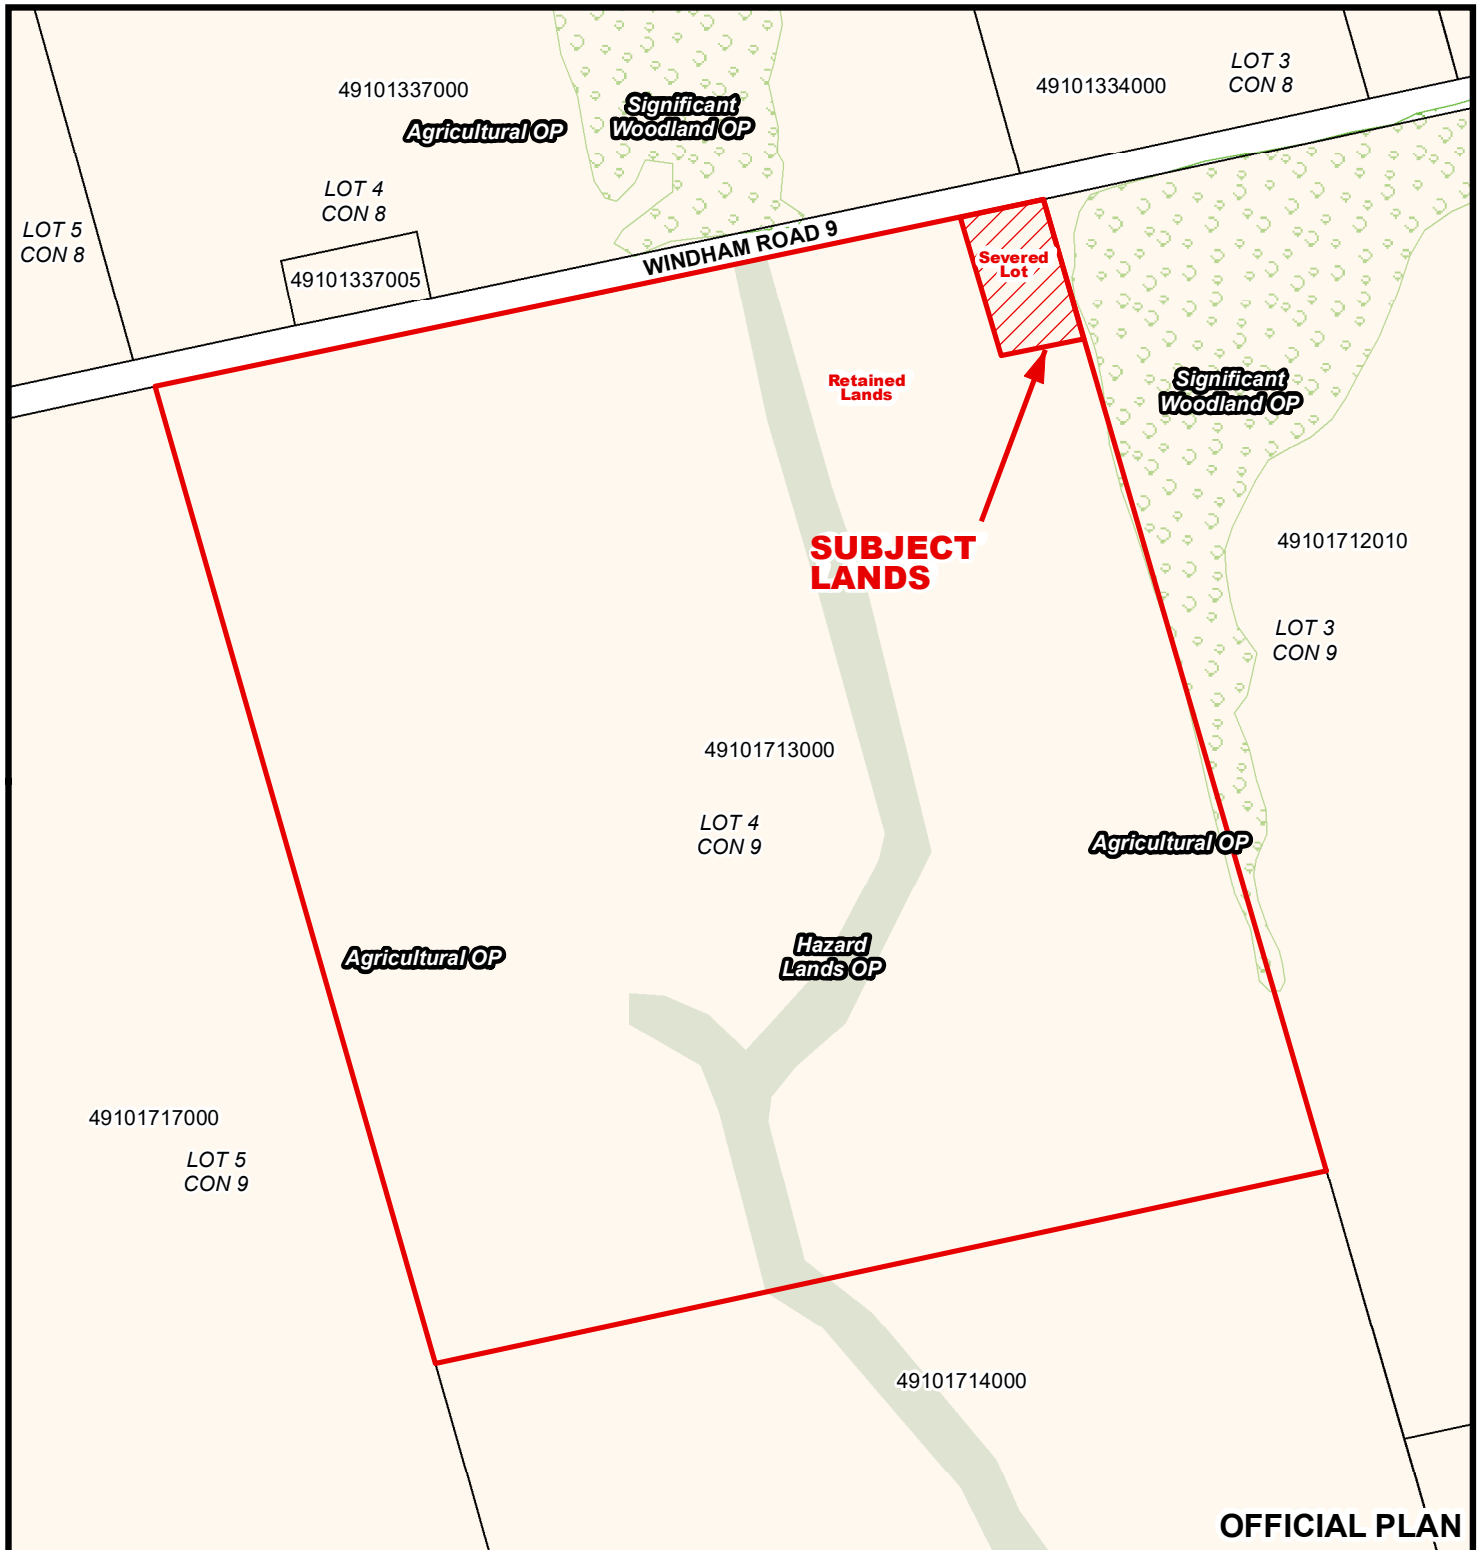 LOT 3
CON 8
49101337000
49101334000
Significant
Woodland OP
Agricultural OP
LOT 4
CON 8
LOT 5
CON 8
WINDHAM ROAD 9
49101337005
Severed
Lot
Retained
Lands
Significant
Woodland OP
SUBJECT
LANDS
49101712010
LOT 3
CON 9
49101713000
LOT 4
CON 9
Agricultural OP
Hazard
Lands OP
Agricultural OP
49101717000
LOT 5
CON 9
49101714000
OFFICIAL PLAN